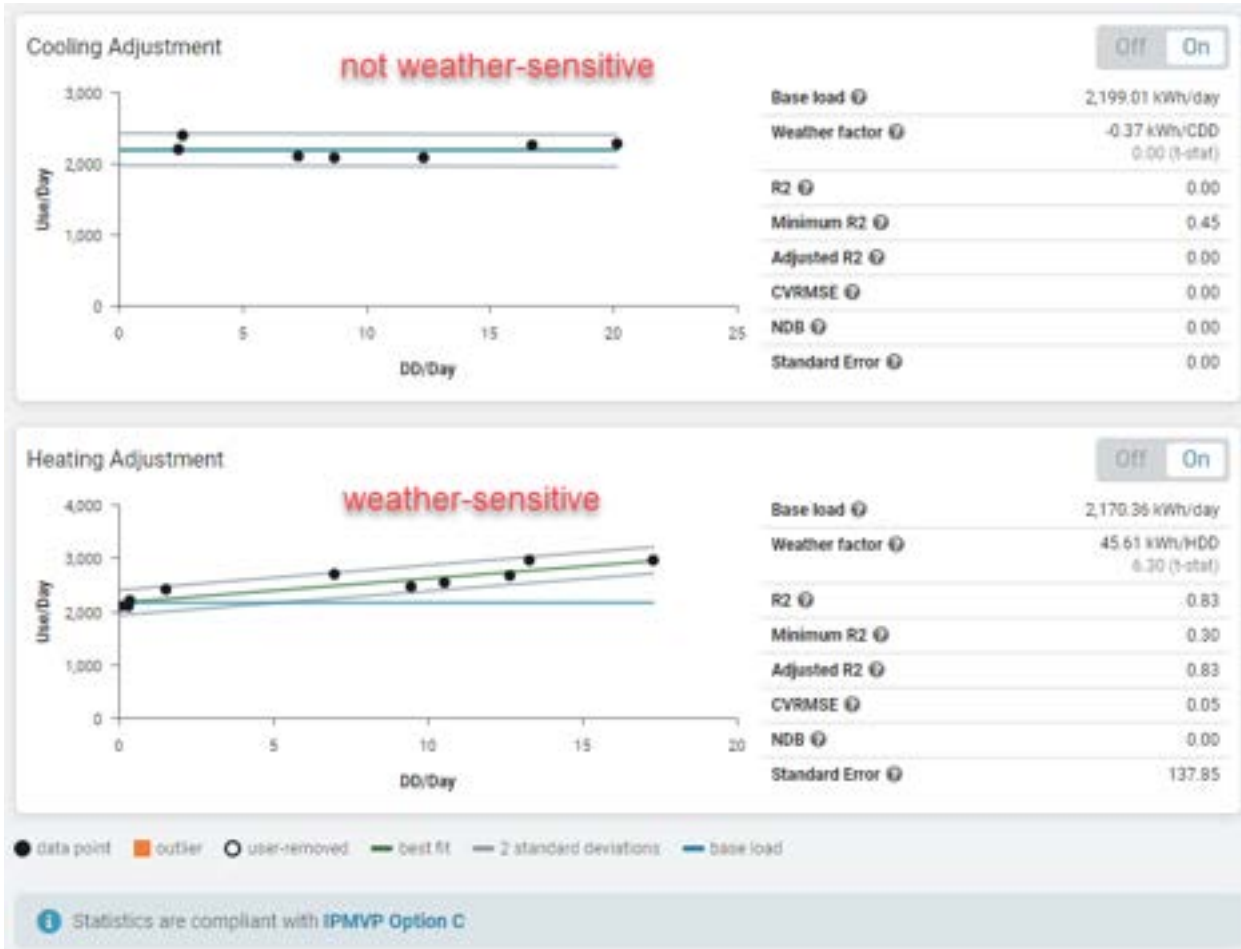 Cooling Adjustment
not weather-sensitive
Off On
3,000
2,000
1,000
0
0 5 10 15 20 25
Use/Day
DD/Day
Base load 2,199.01 kWh/day
Weather factor -0.37 kWh/CDD
0.00 (t-stat)
R2 0.00
Minimum R2 0.45
Adjusted R2 0.00
CVRMSE 0.00
NDB 0.00
Standard Error 0.00
Heating Adjustment
weather-sensitive
Off On
4,000
3,000
2,000
1,000
0
0 5 10 15 20
Use/Day
DD/Day
Base load 2,170.36 kWh/day
Weather factor 45.61 kWh/HDD
6.30 (t-stat)
R2 0.83
Minimum R2 0.30
Adjusted R2 0.83
CVRMSE 0.05
NDB 0.00
Standard Error 137.85
data point outlier user-removed best fit 2 standard deviations base load
Statistics are compliant with IPMVP Option C